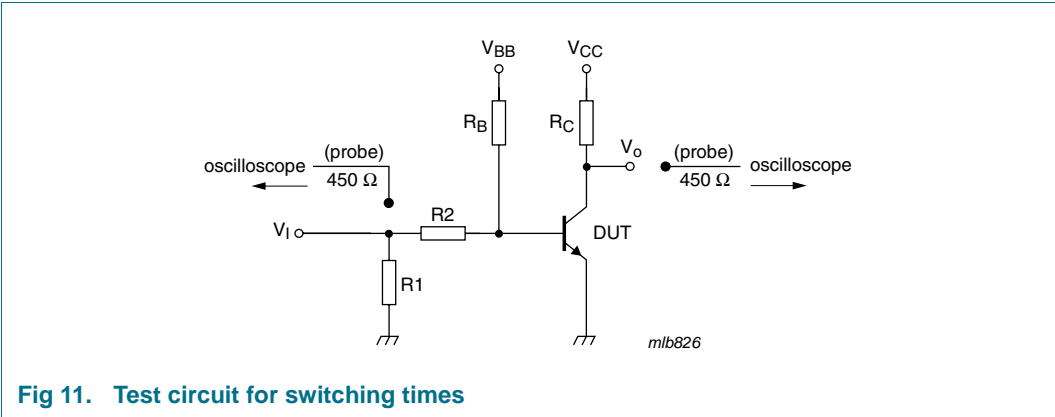 VBB
VCC
RB
RC
Vo
(probe)
450 Ω
oscilloscope
(probe)
450 Ω
oscilloscope
R2
VI
DUT
R1
mlb826
Fig 11. Test circuit for switching times